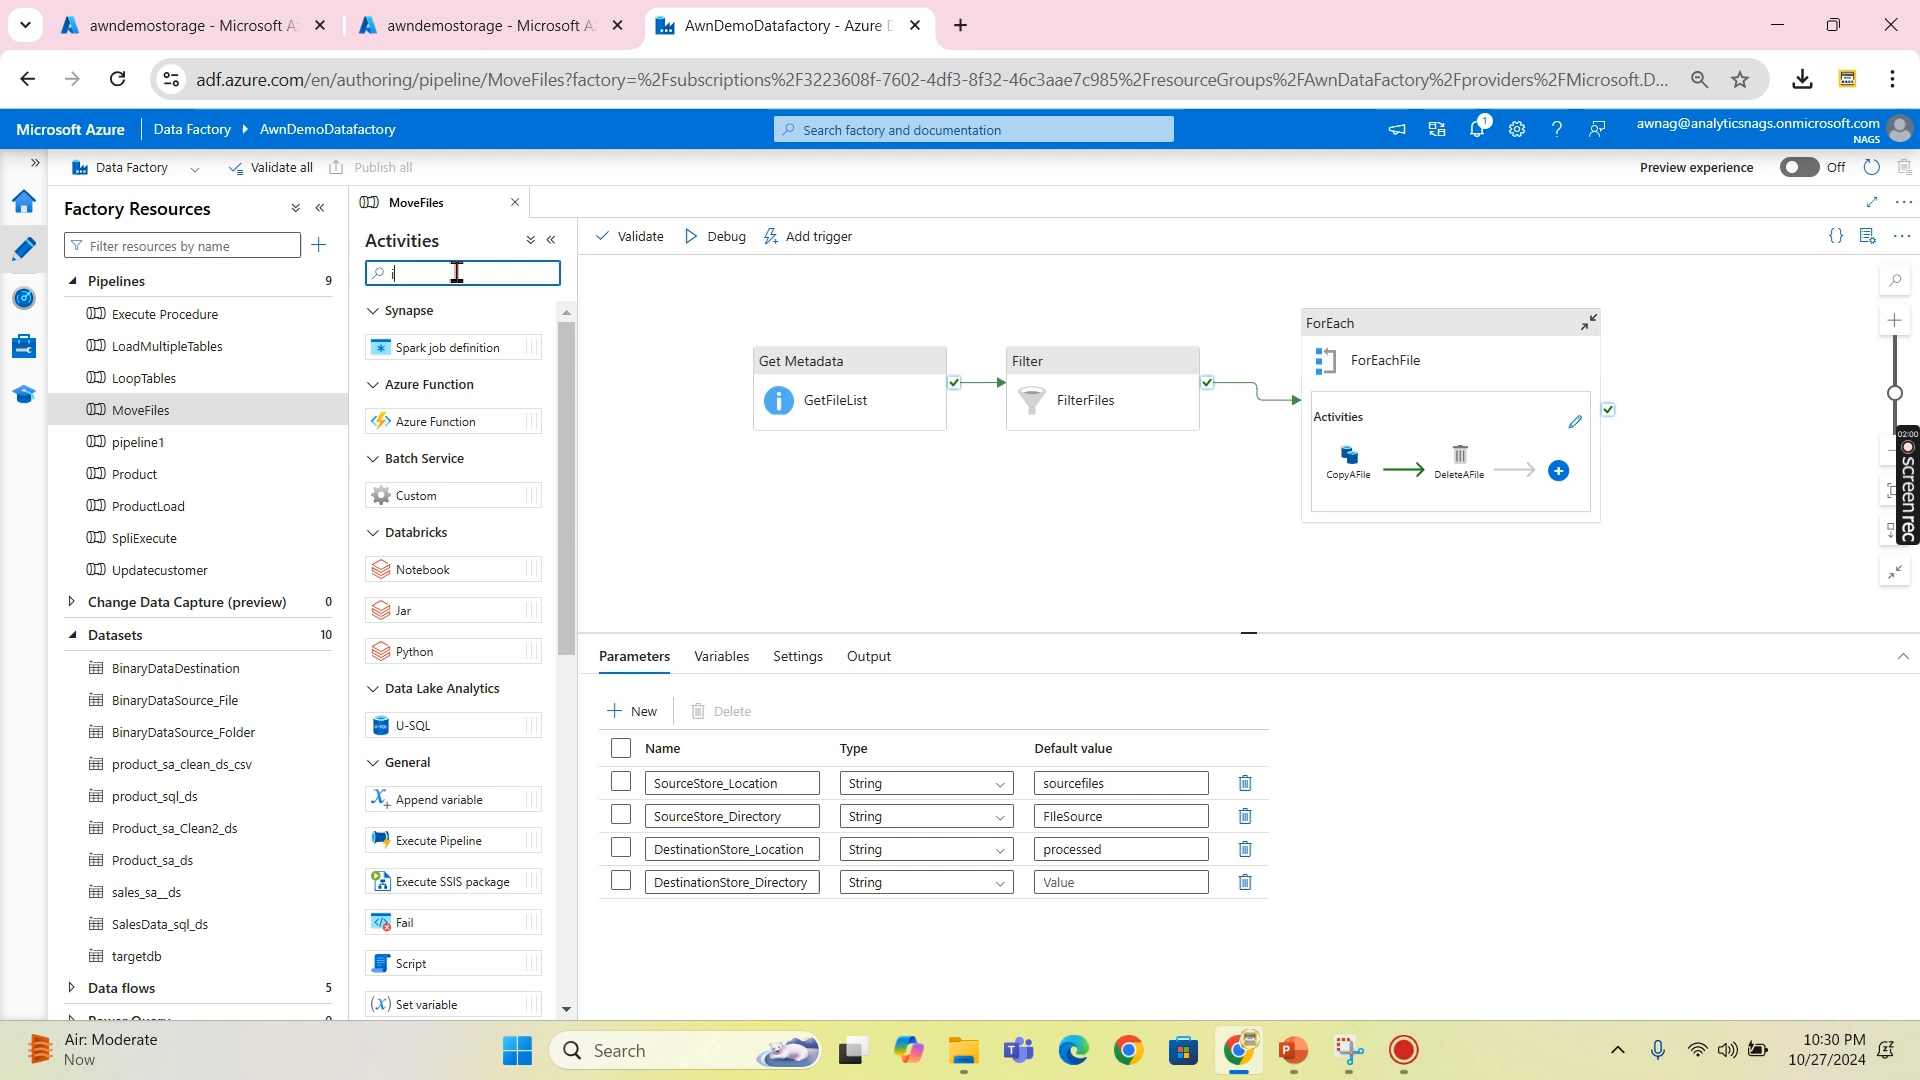 awndemostorage - Microsoft A
awndemostorage - Microsoft A
AwnDemoDatafactory - Azure D
adf.azure.com/en/authoring/pipeline/MoveFiles?factory=%2Fsubscriptions%2F3223608f-7602-4df3-8f32-46c3aae7c985%2FresourceGroups%2FAwnDataFactory%2Fproviders%2FMicrosoft.D...
Microsoft Azure
Data Factory
AwnDemoDatafactory
Search factory and documentation
1
awnag@analyticsnags.onmicrosoft.com
NAGS
Data Factory
Validate all
Publish all
Preview experience
Off
Factory Resources
Filter resources by name
Pipelines 9
Execute Procedure
LoadMultipleTables
LoopTables
MoveFiles
pipeline1
Product
ProductLoad
SpliExecute
Updatecustomer
Change Data Capture (preview) 0
Datasets 10
BinaryDataDestination
BinaryDataSource_File
BinaryDataSource_Folder
product_sa_clean_ds_csv
product_sql_ds
Product_sa_Clean2_ds
Product_sa_ds
sales_sa__ds
SalesData_sql_ds
targetdb
Data flows 5
Power Query 0
MoveFiles
Activities
i
Synapse
Spark job definition
Azure Function
Azure Function
Batch Service
Custom
Databricks
Notebook
Jar
Python
Data Lake Analytics
U-SQL
General
Append variable
Execute Pipeline
Execute SSIS package
Fail
Script
Set variable
Validate
Debug
Add trigger
Get Metadata
GetFileList
Filter
FilterFiles
ForEach
ForEachFile
Activities
CopyAFile
DeleteAFile
02:00
screenrec
Parameters
Variables
Settings
Output
New
Delete
Name Type Default value
SourceStore_Location String sourcefiles
SourceStore_Directory String FIleSource
DestinationStore_Location String processed
DestinationStore_Directory String Value
Air: Moderate
Now
Search
10:30 PM
10/27/2024